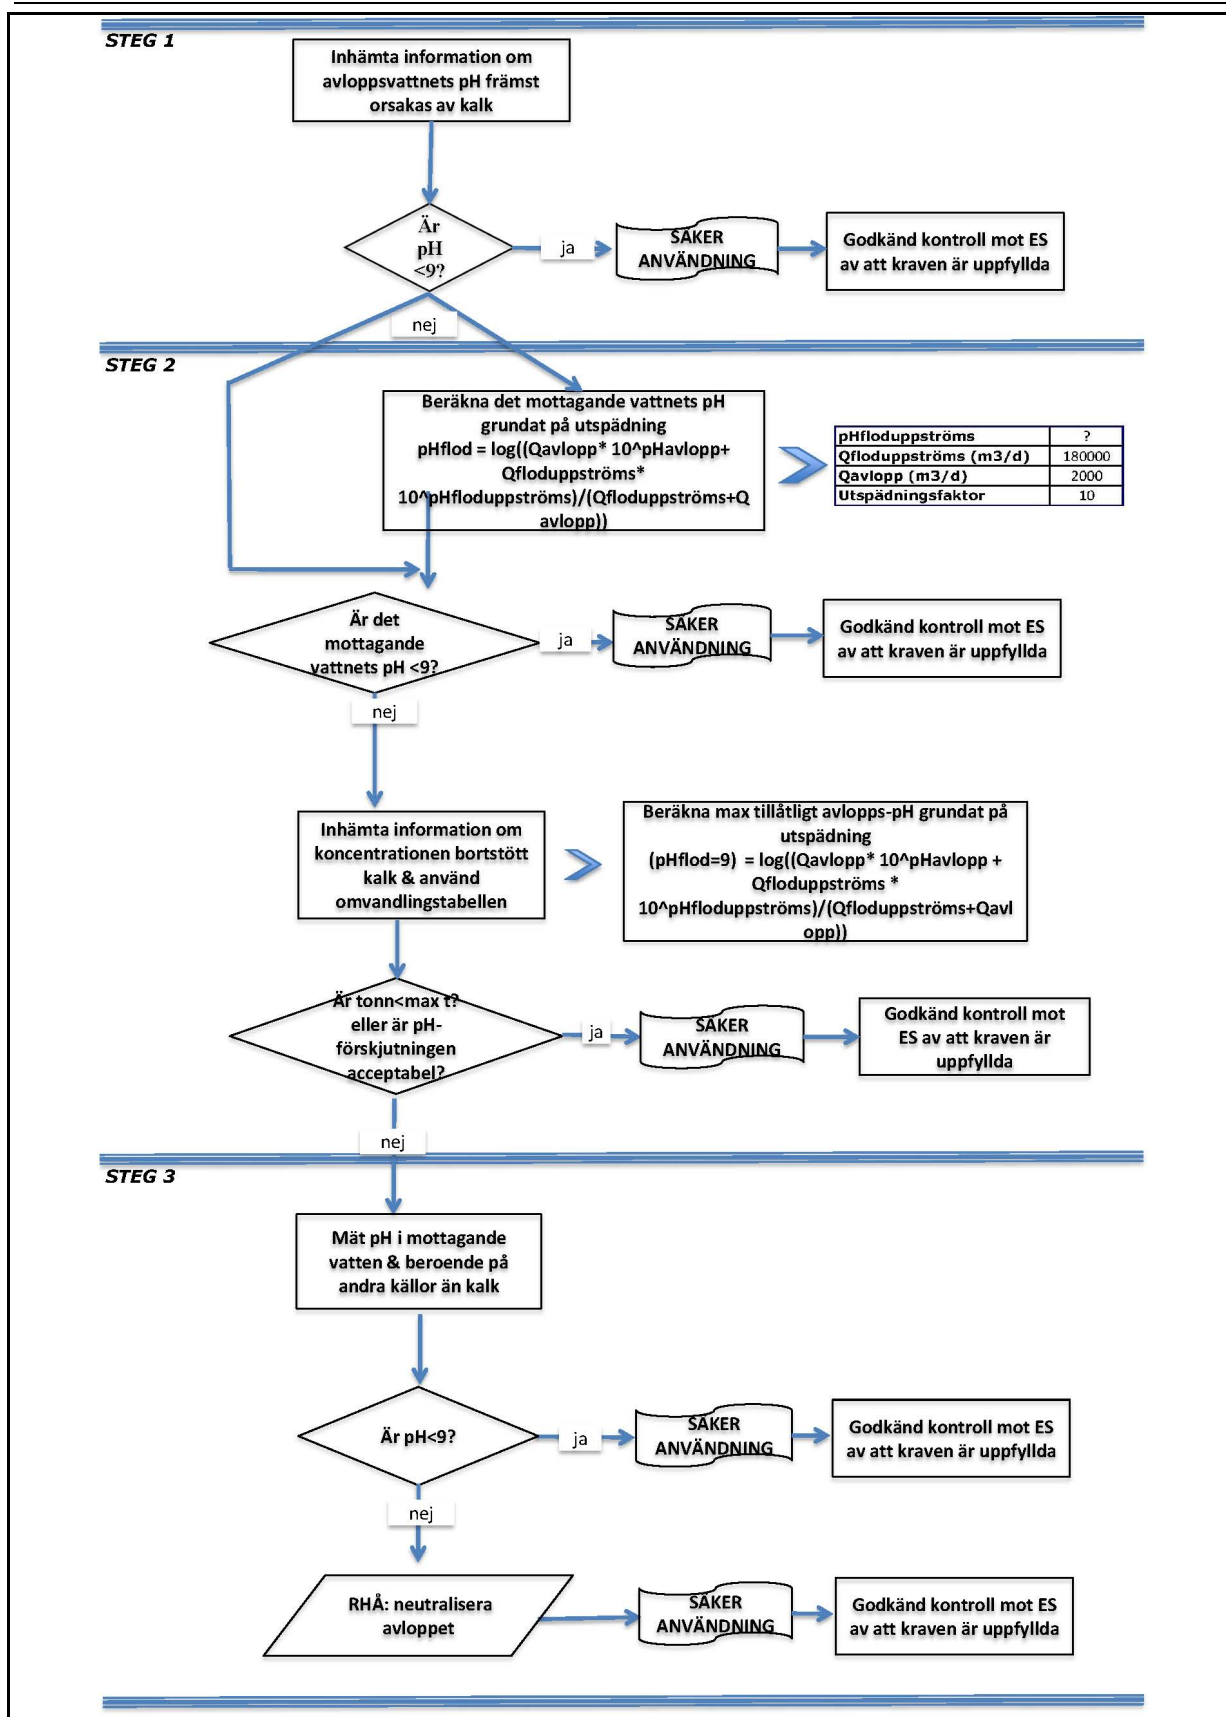 STEG 1
Inhämta information om
avloppsvattnets pH främst
orsakas av kalk
Är
pH
<9?
ja
SÄKER
ANVÄNDNING
Godkänd kontroll mot ES
av att kraven är uppfyllda
nej
STEG 2
Beräkna det mottagande vattnets pH
grundat på utspädning
pHflod = log((Qavlopp* 10^pHavlopp+
Qfloduppströms*
10^pHfloduppströms)/(Qfloduppströms+Q
avlopp))
pHfloduppströms ?
Qfloduppströms (m3/d) 180000
Qavlopp (m3/d) 2000
Utspädningsfaktor 10
Är det
mottagande
vattnets pH <9?
ja
SÄKER
ANVÄNDNING
Godkänd kontroll mot ES
av att kraven är uppfyllda
nej
Inhämta information om
koncentrationen bortstött
kalk & använd
omvandlingstabellen
Beräkna max tillåtligt avlopps-pH grundat på
utspädning
(pHflod=9) = log((Qavlopp* 10^pHavlopp +
Qfloduppströms *
10^pHfloduppströms)/(Qfloduppströms+Qavl
opp))
Är tonn<max t?
eller är pH-
förskjutningen
acceptabel?
ja
SÄKER
ANVÄNDNING
Godkänd kontroll mot
ES av att kraven är
uppfyllda
nej
STEG 3
Mät pH i mottagande
vatten & beroende på
andra källor än kalk
Är pH<9?
ja
SÄKER
ANVÄNDNING
Godkänd kontroll mot ES
av att kraven är uppfyllda
nej
RHÅ: neutralisera
avloppet
SÄKER
ANVÄNDNING
Godkänd kontroll mot ES
av att kraven är uppfyllda